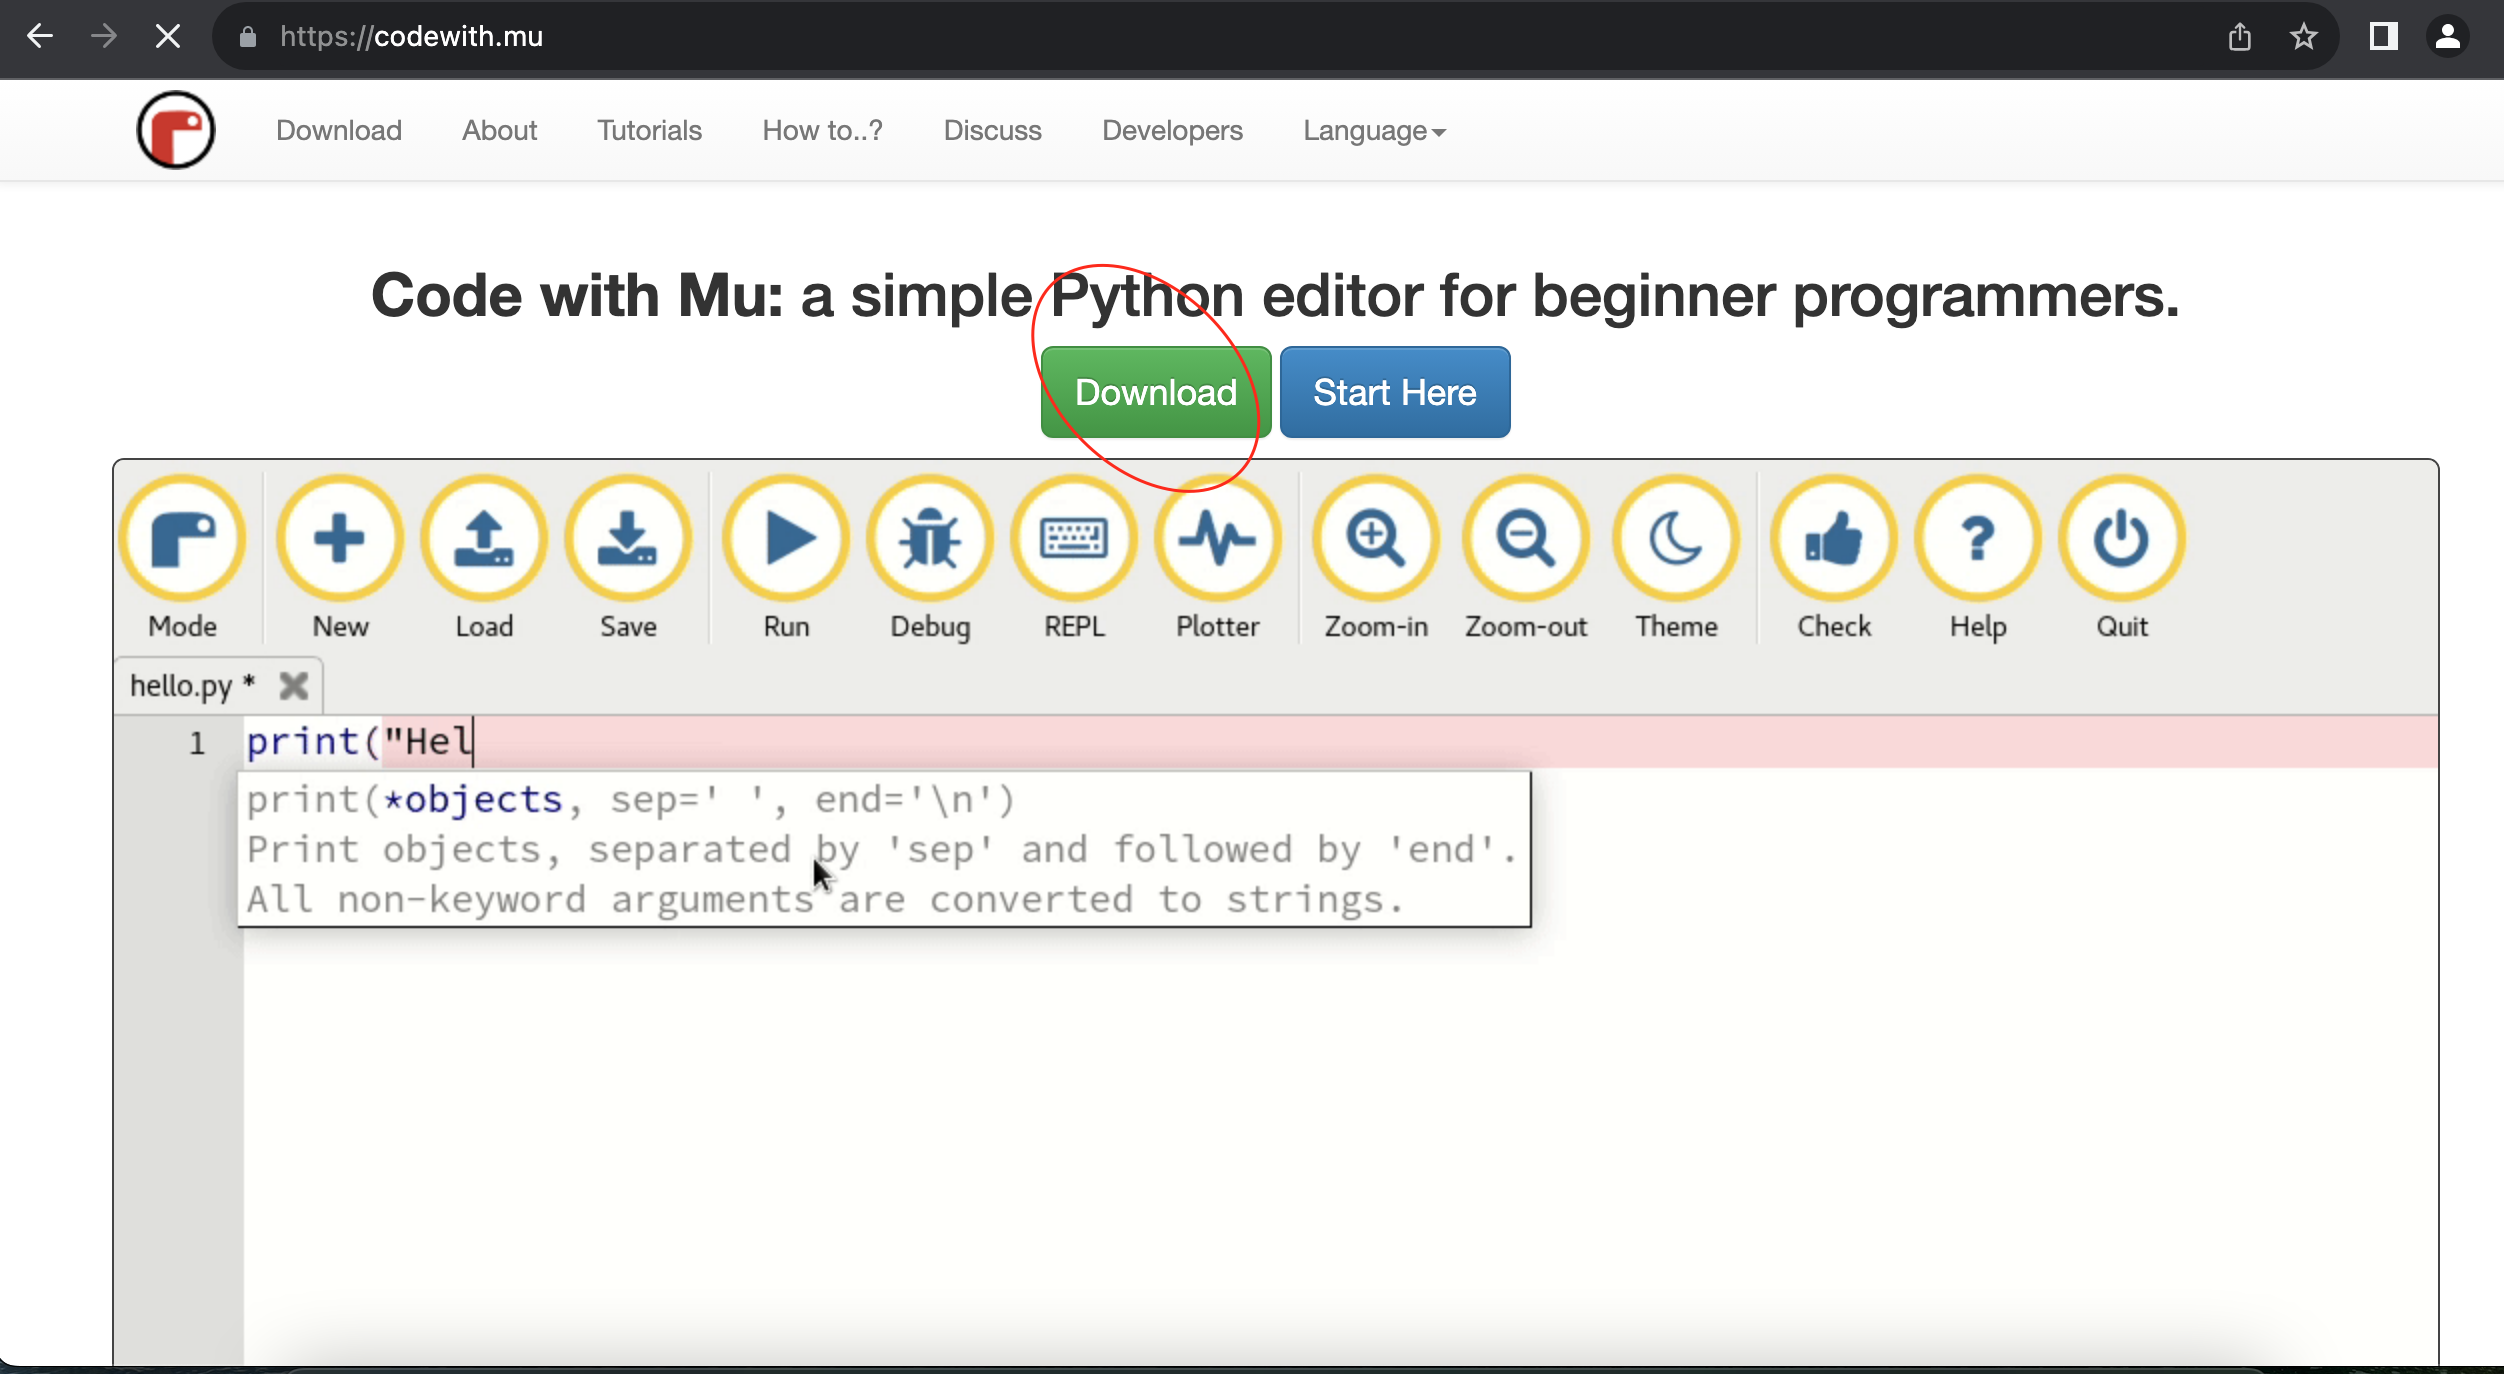 https://codewith.mu
Download About Tutorials How to..? Discuss Developers Language
Code with Mu: a simple Python editor for beginner programmers.
Download Start Here
Mode New Load Save Run Debug REPL Plotter Zoom-in Zoom-out Theme Check Help Quit
hello.py *
1 print("Hel
print(*objects, sep=' ', end='\n')
Print objects, separated by 'sep' and followed by 'end'.
All non-keyword arguments are converted to strings.